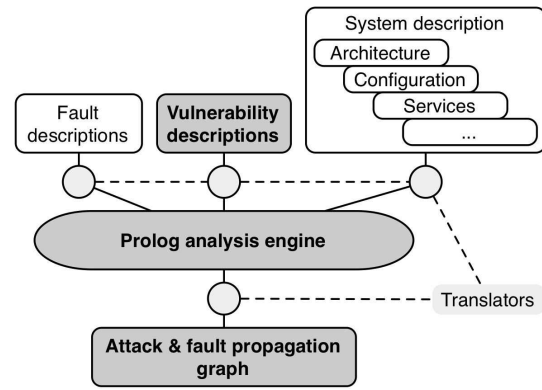 System description
Architecture
Configuration
Services
...
Fault
descriptions
Vulnerability
descriptions
Prolog analysis engine
Translators
Attack & fault propagation
graph